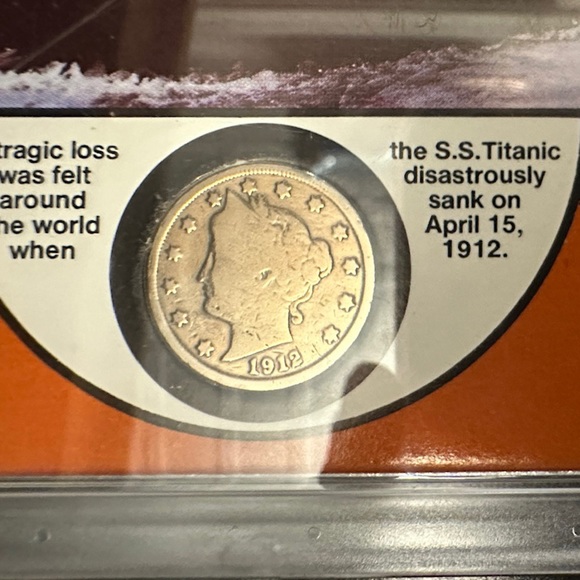 tragic loss
was felt
around
he world
when
the S.S.Titanic
disastrously
sank on
April 15,
1912.
1912